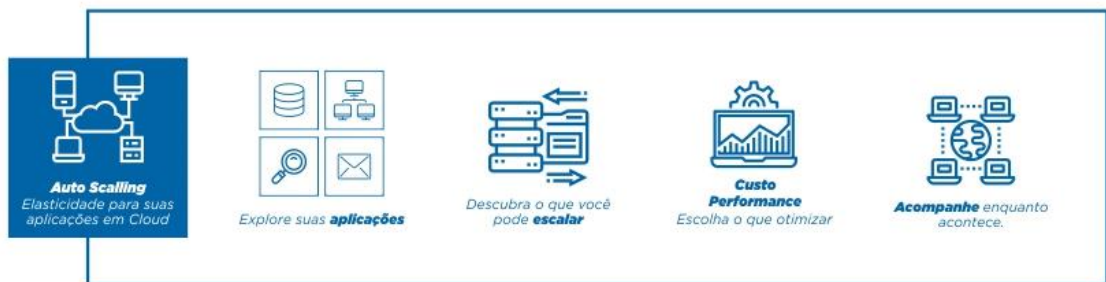 Auto Scalling
Elasticidade para suas
aplicações em Cloud
Explore suas aplicações
Descubra o que você
pode escalar
Custo
Performance
Escolha o que otimizar
Acompanhe enquanto
acontece.